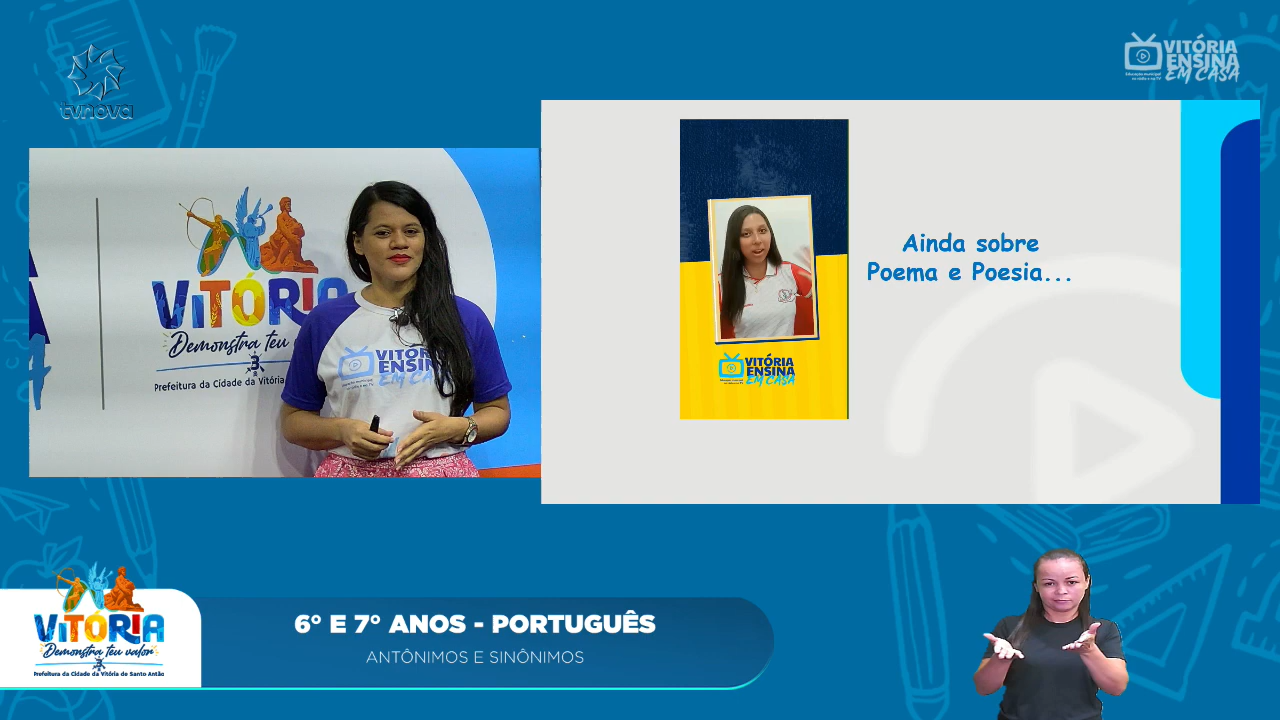 tvnova
VITÓRIA
ENSINA
EM CASA
VITÓRIA
Demonstra teu
Prefeitura da Cidade da Vitória
VITÓRIA
ENSINA
EM CA
Ainda sobre
Poema e Poesia...
VITÓRIA
ENSINA
EM CASA
6º E 7º ANOS - PORTUGUÊS
ANTÔNIMOS E SINÔNIMOS
VITÓRIA
Demonstra teu valor
Prefeitura da Cidade da Vitória de Santo Antão